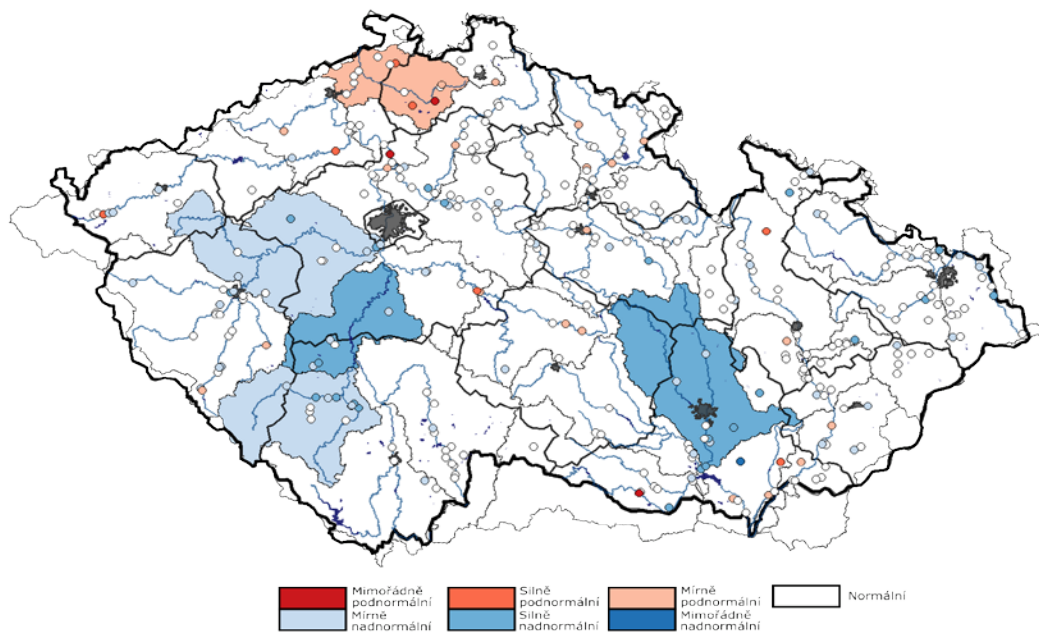 Mimořádně
podnormální
Silně
podnormální
Mírně
podnormální
Normální
Mírně
nadnormální
Silně
nadnormální
Mimořádně
nadnormální